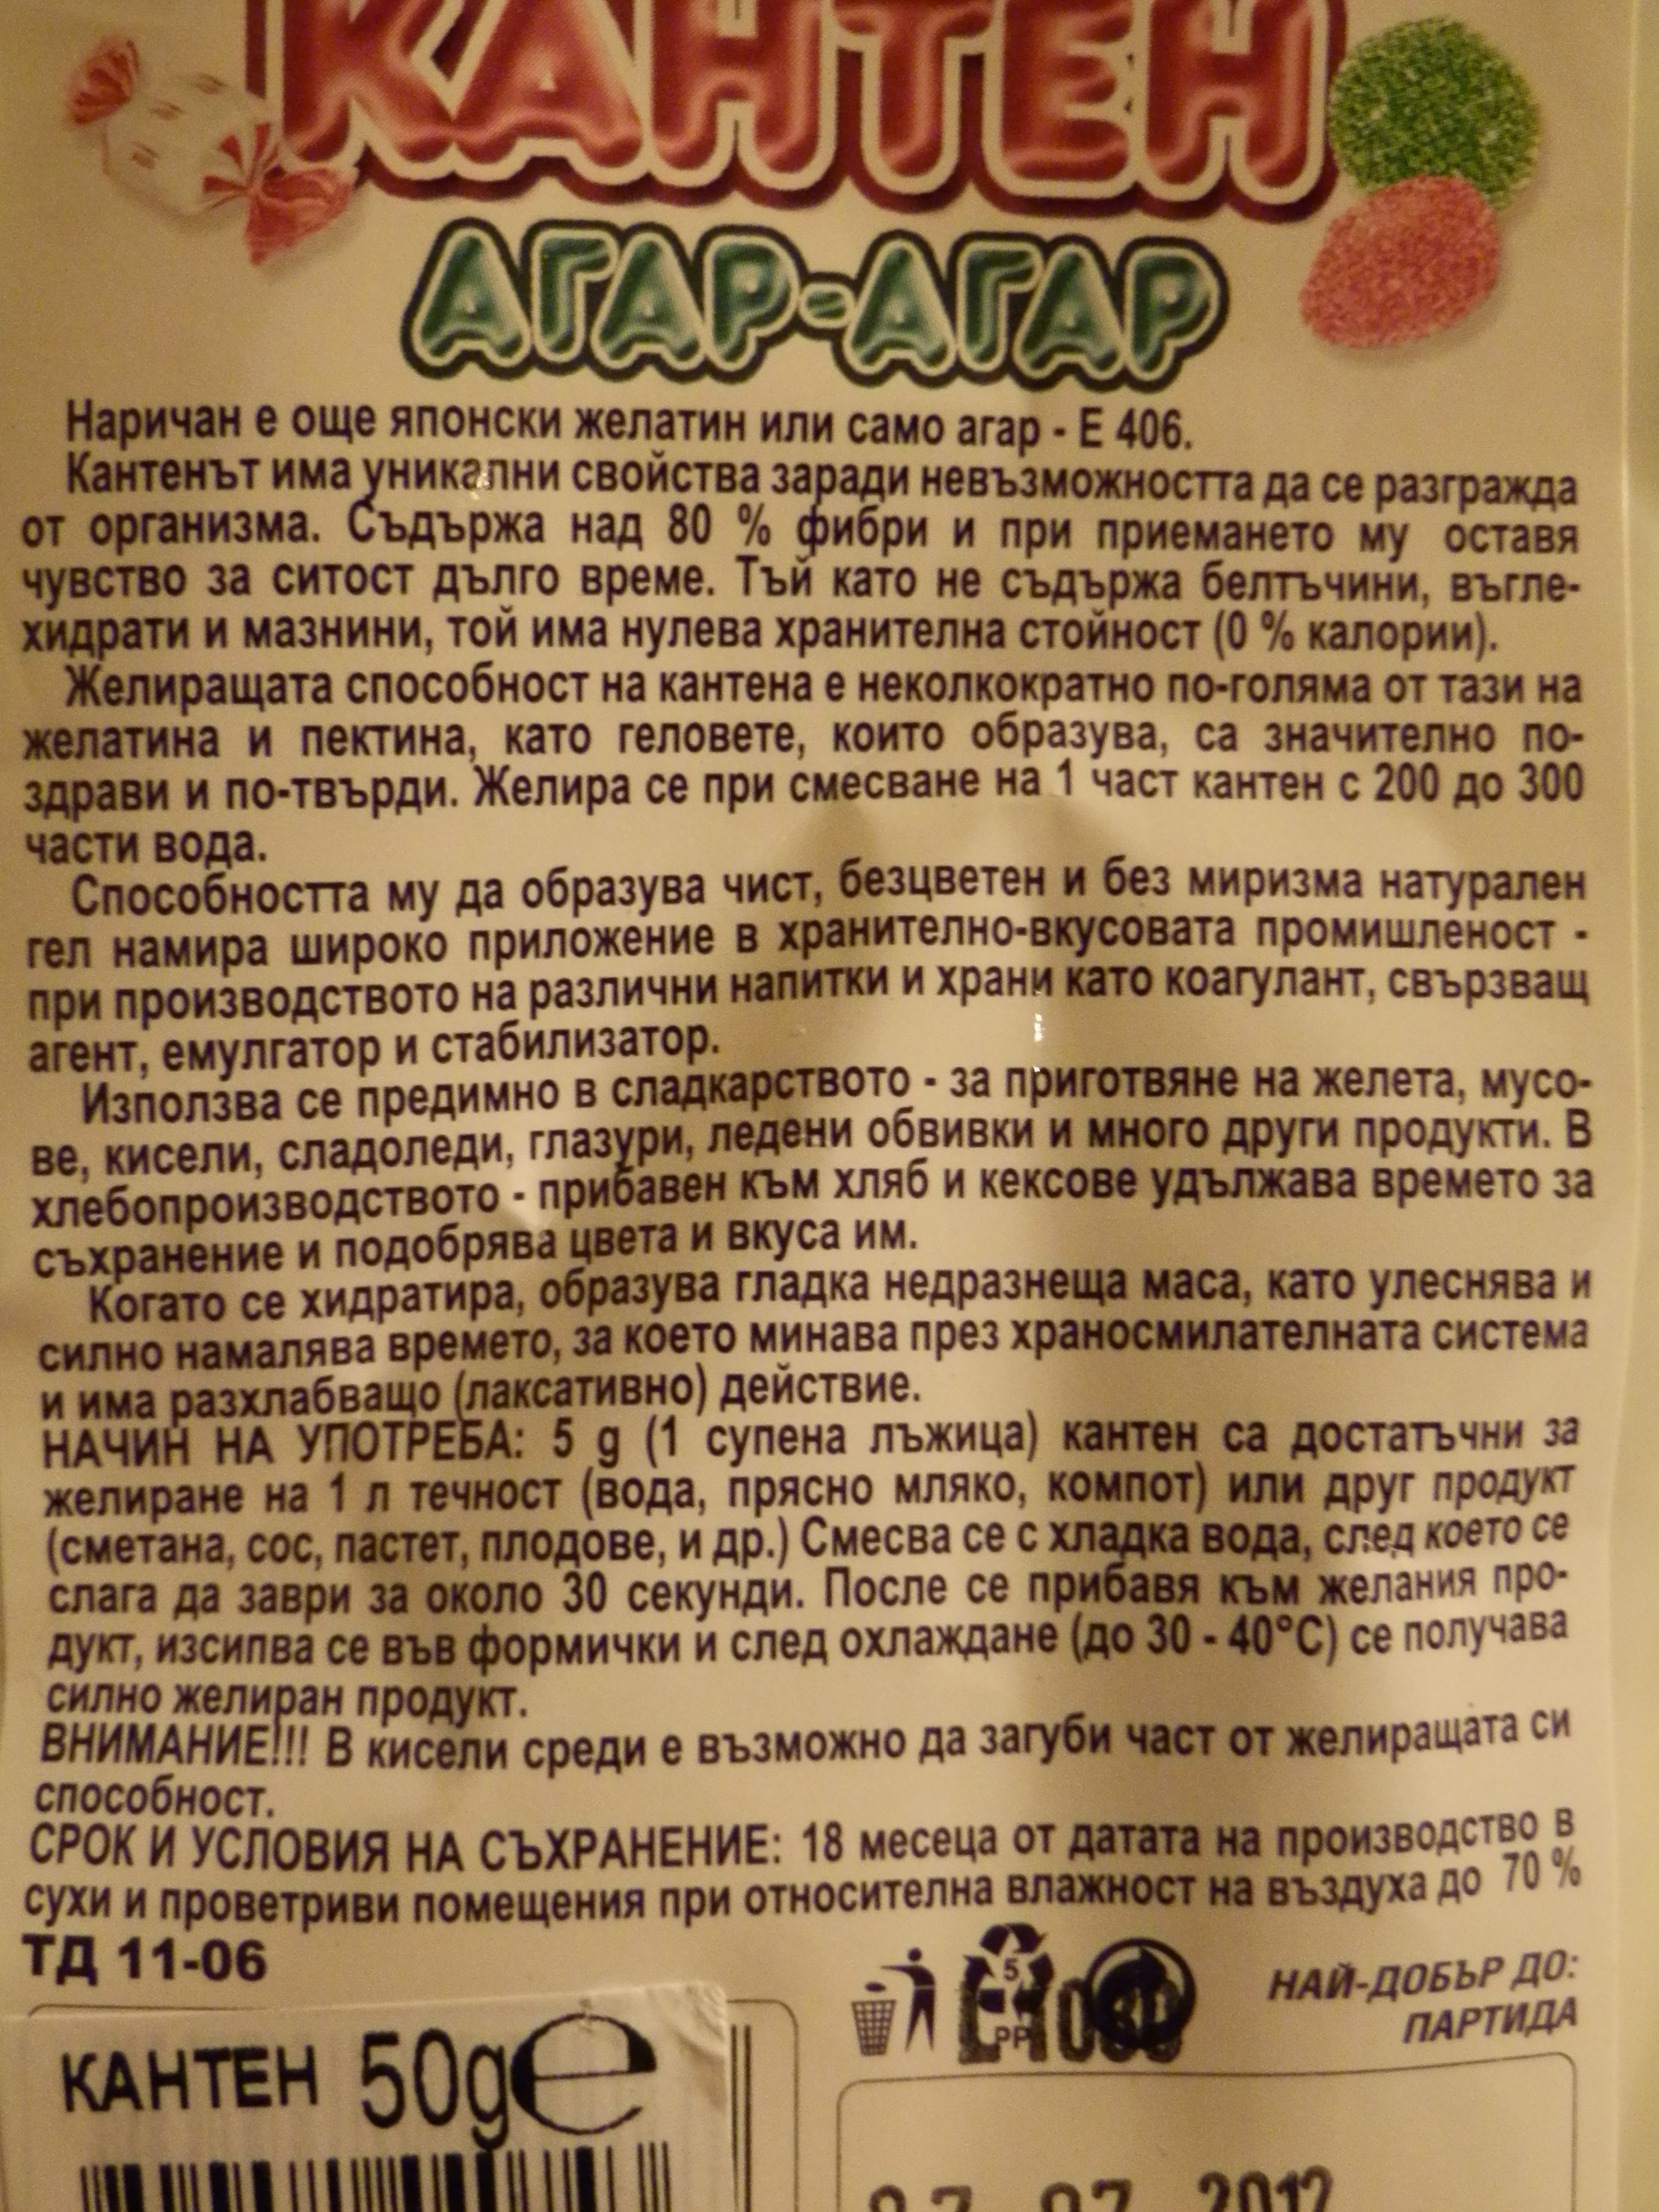 КАНТЕН
АГАР-АГАР
Наричан е още японски желатин или само агар - Е 406.
Кантенът има уникални свойства заради невъзможността да се разгражда
от организма. Съдържа над 80 % фибри и при приемането му оставя
чувство за ситост дълго време. Тъй като не съдържа белтъчини, въгле-
хидрати и мазнини, той има нулева хранителна стойност (0 % калории).
Желиращата способност на кантена е неколкократно по-голяма от тази на
желатина и пектина, като геловете, които образува, са значително по-
здрави и по-твърди. Желира се при смесване на 1 част кантен с 200 до 300
части вода.
Способността му да образува чист, безцветен и без миризма натурален
гел намира широко приложение в хранително-вкусовата промишленост -
при производството на различни напитки и храни като коагулант, свързващ
агент, емулгатор и стабилизатор.
Използва се предимно в сладкарството - за приготвяне на желета, мусо-
ве, кисели, сладоледи, глазури, ледени обвивки и много други продукти. В
хлебопроизводството - прибавен към хляб и кексове удължава времето за
съхранение и подобрява цвета и вкуса им.
Когато се хидратира, образува гладка недразнеща маса, като улеснява и
силно намалява времето, за което минава през храносмилателната система
и има разхлабващо (лаксативно) действие.
НАЧИН НА УПОТРЕБА: 5 g (1 супена лъжица) кантен са достатъчни за
желиране на 1 л течност (вода, прясно мляко, компот) или друг продукт
(сметана, сос, пастет, плодове, и др.) Смесва се с хладка вода, след което се
слага да заври за около 30 секунди. После се прибавя към желания про-
дукт, изсипва се във формички и след охлаждане (до 30 - 40°С) се получава
силно желиран продукт.
ВНИМАНИЕ!!! В кисели среди е възможно да загуби част от желиращата си
способност.
СРОК И УСЛОВИЯ НА СЪХРАНЕНИЕ: 18 месеца от датата на производство в
сухи и проветриви помещения при относителна влажност на въздуха до 70 %
ТД 11-06
5
PP
НАЙ-ДОБЪР ДО:
ПАРТИДА
КАНТЕН 50g e
2012